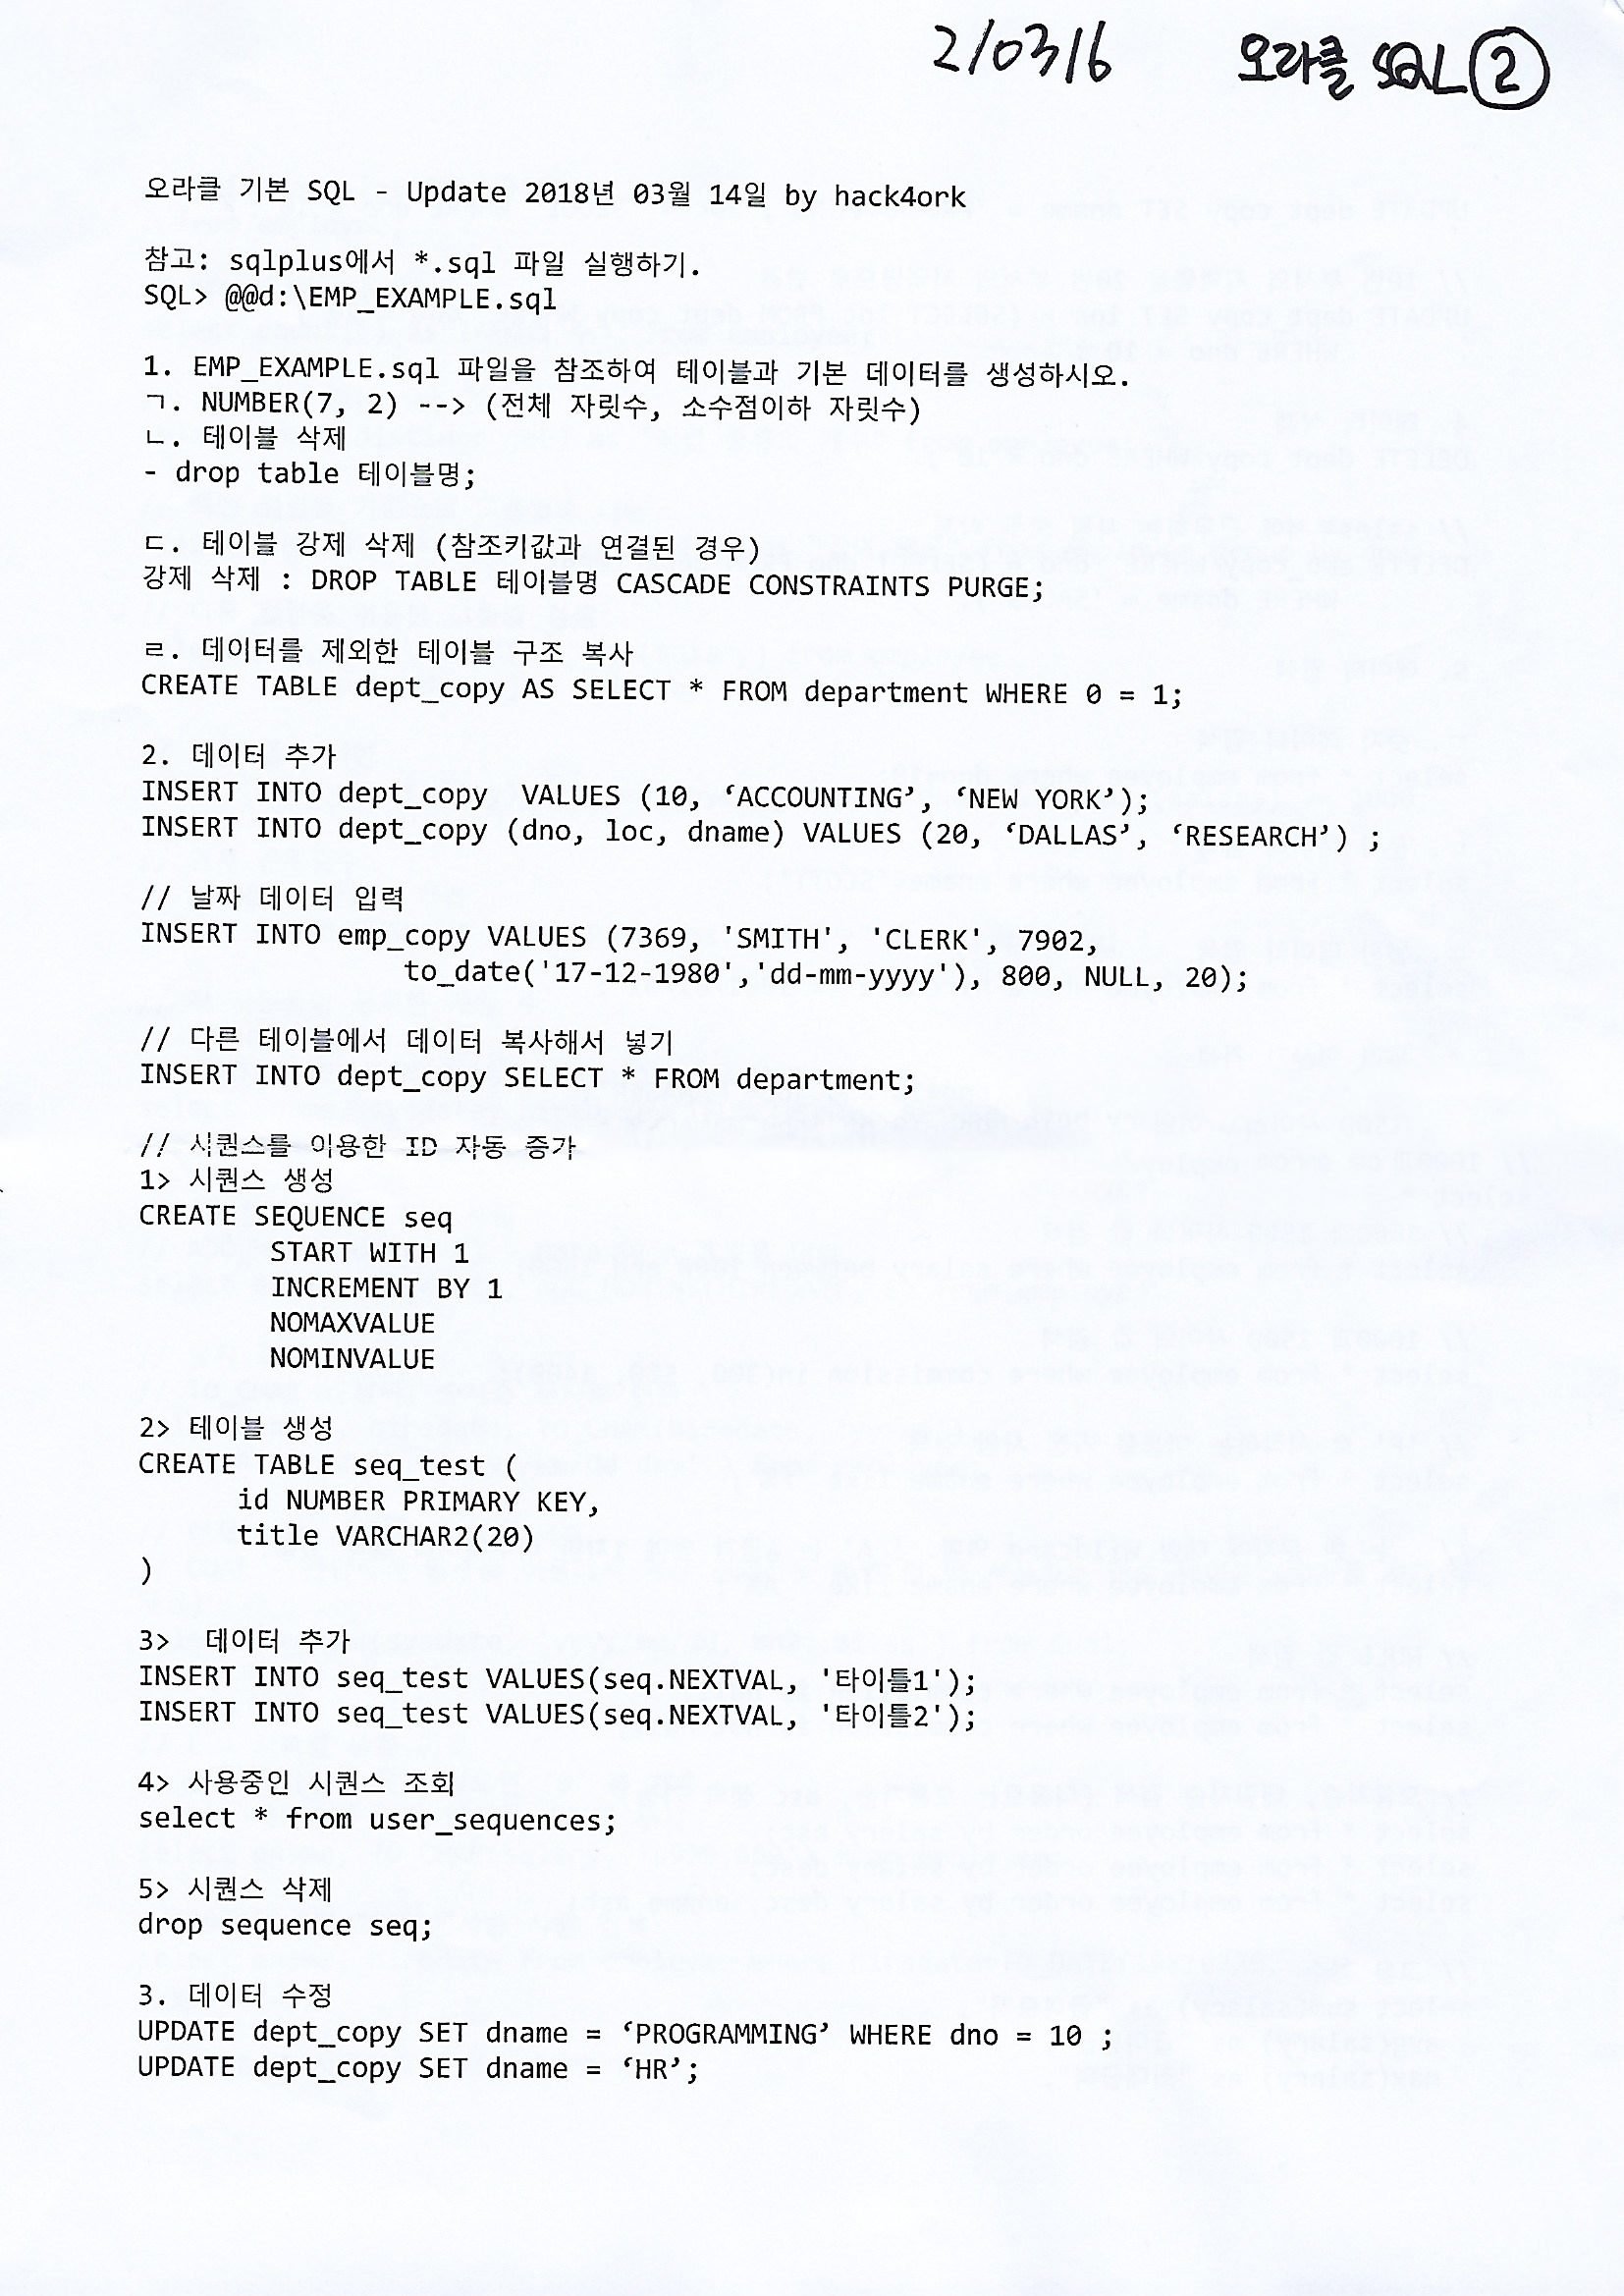 210316 오라클 SQL ②
오라클 기본 SQL - Update 2018년 03월 14일 by hack4ork
참고: sqlplus에서 *.sql 파일 실행하기.
SQL> @@d:\EMP_EXAMPLE.sql
1. EMP_EXAMPLE.sql 파일을 참조하여 테이블과 기본 데이터를 생성하시오.
ㄱ. NUMBER(7, 2) --> (전체 자릿수, 소수점이하 자릿수)
ㄴ. 테이블 삭제
- drop table 테이블명;
ㄷ. 테이블 강제 삭제 (참조키값과 연결된 경우)
강제 삭제 : DROP TABLE 테이블명 CASCADE CONSTRAINTS PURGE;
ㄹ. 데이터를 제외한 테이블 구조 복사
CREATE TABLE dept_copy AS SELECT * FROM department WHERE 0 = 1;
2. 데이터 추가
INSERT INTO dept_copy  VALUES (10, ‘ACCOUNTING’, ‘NEW YORK’);
INSERT INTO dept_copy (dno, loc, dname) VALUES (20, ‘DALLAS’, ‘RESEARCH’) ;
// 날짜 데이터 입력
INSERT INTO emp_copy VALUES (7369, 'SMITH', 'CLERK', 7902,
to_date('17-12-1980','dd-mm-yyyy'), 800, NULL, 20);
// 다른 테이블에서 데이터 복사해서 넣기
INSERT INTO dept_copy SELECT * FROM department;
// 시퀀스를 이용한 ID 자동 증가
1> 시퀀스 생성
CREATE SEQUENCE seq
START WITH 1
INCREMENT BY 1
NOMAXVALUE
NOMINVALUE
2> 테이블 생성
CREATE TABLE seq_test (
id NUMBER PRIMARY KEY,
title VARCHAR2(20)
)
3>  데이터 추가
INSERT INTO seq_test VALUES(seq.NEXTVAL, '타이틀1');
INSERT INTO seq_test VALUES(seq.NEXTVAL, '타이틀2');
4> 사용중인 시퀀스 조회
select * from user_sequences;
5> 시퀀스 삭제
drop sequence seq;
3. 데이터 수정
UPDATE dept_copy SET dname = ‘PROGRAMMING’ WHERE dno = 10 ;
UPDATE dept_copy SET dname = ‘HR’;